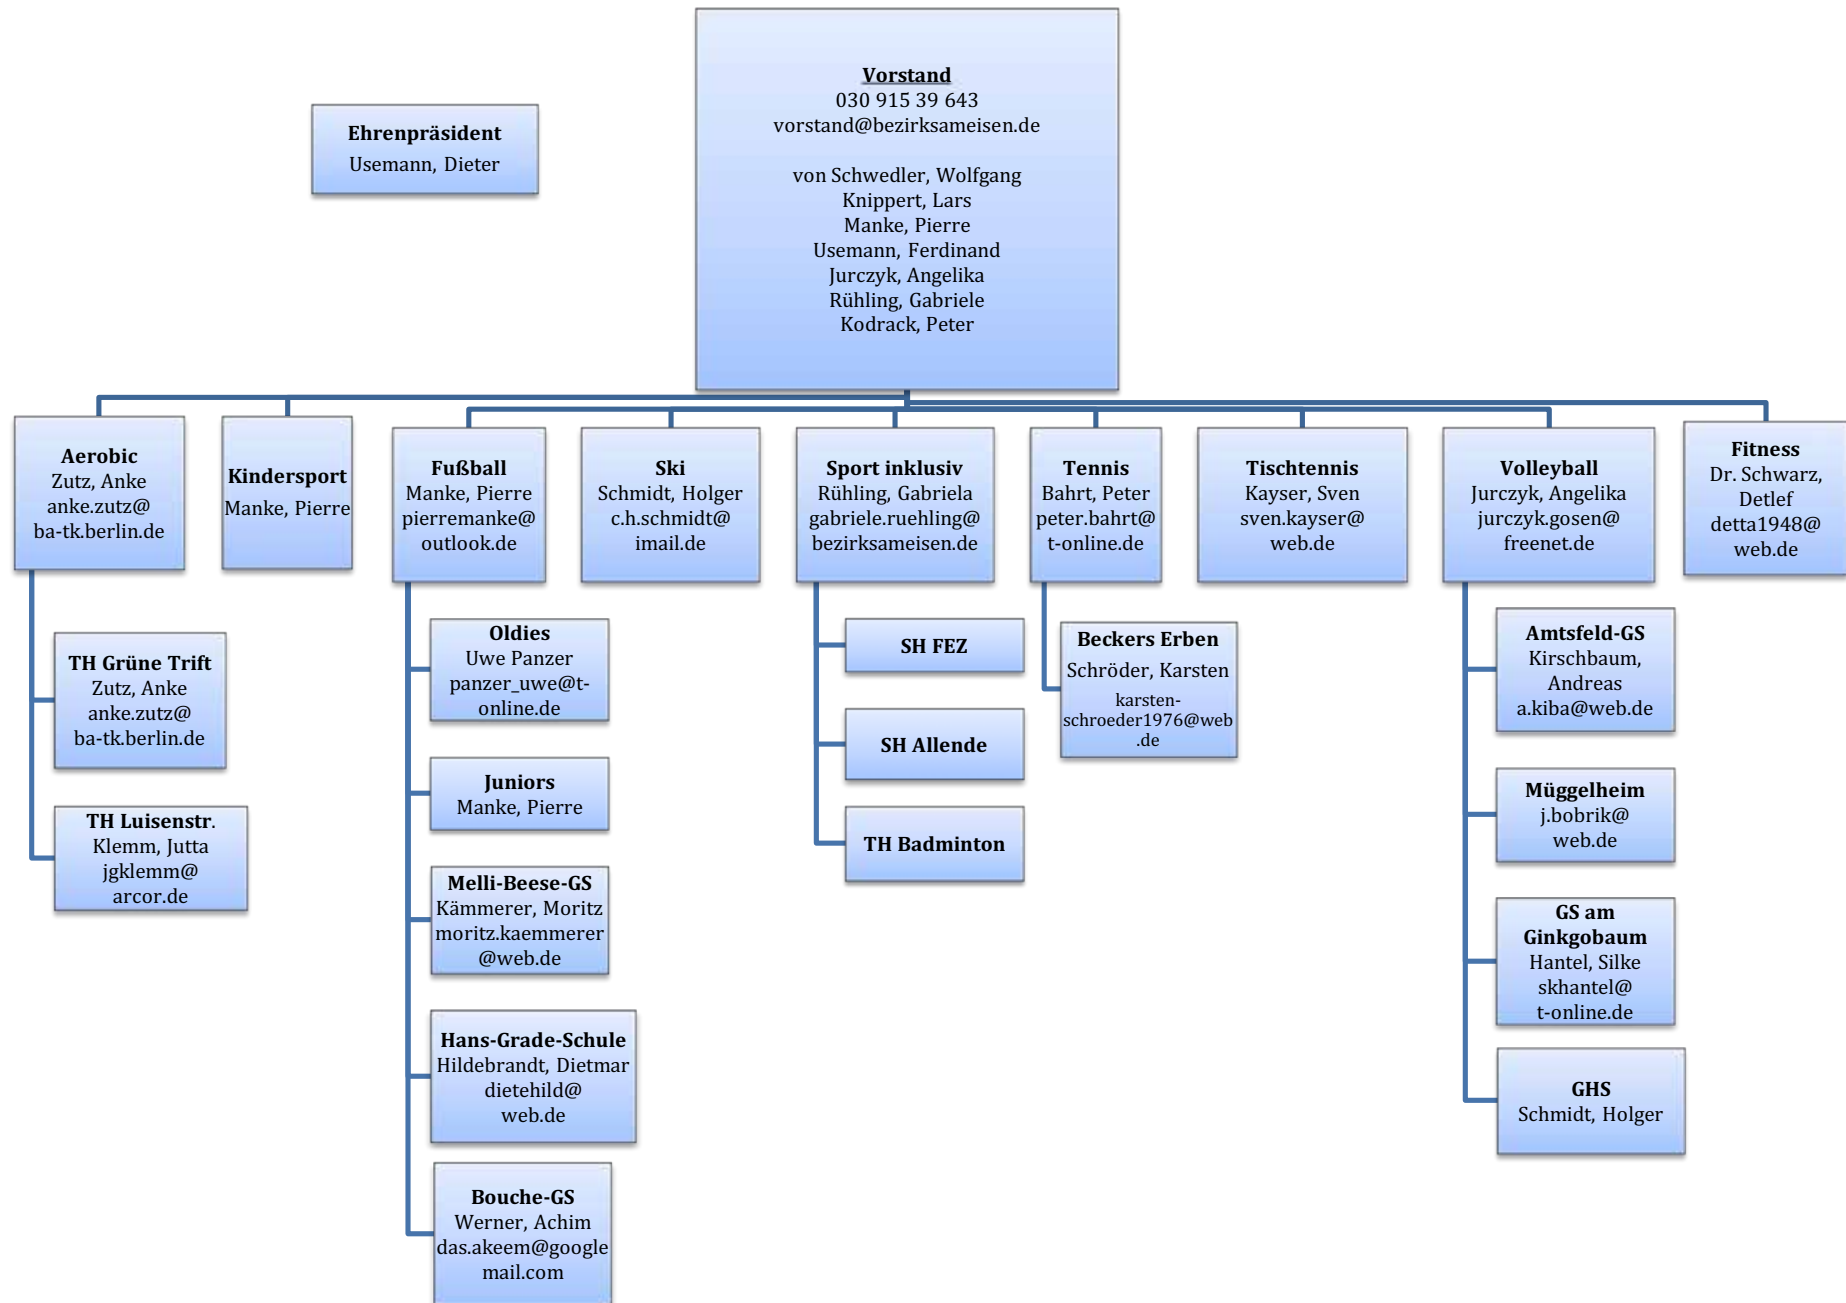 Vorstand
030 915 39 643
vorstand@bezirksameisen.de
von Schwedler, Wolfgang
Knippert, Lars
Manke, Pierre
Usemann, Ferdinand
Jurczyk, Angelika
Rühling, Gabriele
Kodrack, Peter
Ehrenpräsident
Usemann, Dieter
Aerobic
Zutz, Anke
anke.zutz@
ba-tk.berlin.de
TH Grüne Trift
Zutz, Anke
anke.zutz@
ba-tk.berlin.de
TH Luisenstr.
Klemm, Jutta
jgklemm@
arcor.de
Kindersport
Manke, Pierre
Fußball
Manke, Pierre
pierremanke@
outlook.de
Oldies
Uwe Panzer
panzer_uwe@t-
online.de
Juniors
Manke, Pierre
Melli-Beese-GS
Kämmerer, Moritz
moritz.kaemmerer
@web.de
Hans-Grade-Schule
Hildebrandt, Dietmar
dietehild@
web.de
Bouche-GS
Werner, Achim
das.akeem@google
mail.com
Ski
Schmidt, Holger
c.h.schmidt@
imail.de
Sport inklusiv
Rühling, Gabriela
gabriele.ruehling@
bezirksameisen.de
SH FEZ
SH Allende
TH Badminton
Tennis
Bahrt, Peter
peter.bahrt@
t-online.de
Beckers Erben
Schröder, Karsten
karsten-
schroeder1976@web
.de
Tischtennis
Kayser, Sven
sven.kayser@
web.de
Volleyball
Jurczyk, Angelika
jurczyk.gosen@
freenet.de
Amtsfeld-GS
Kirschbaum,
Andreas
a.kiba@web.de
Müggelheim
j.bobrik@
web.de
GS am
Ginkgobaum
Hantel, Silke
skhantel@
t-online.de
GHS
Schmidt, Holger
Fitness
Dr. Schwarz,
Detlef
detta1948@
web.de